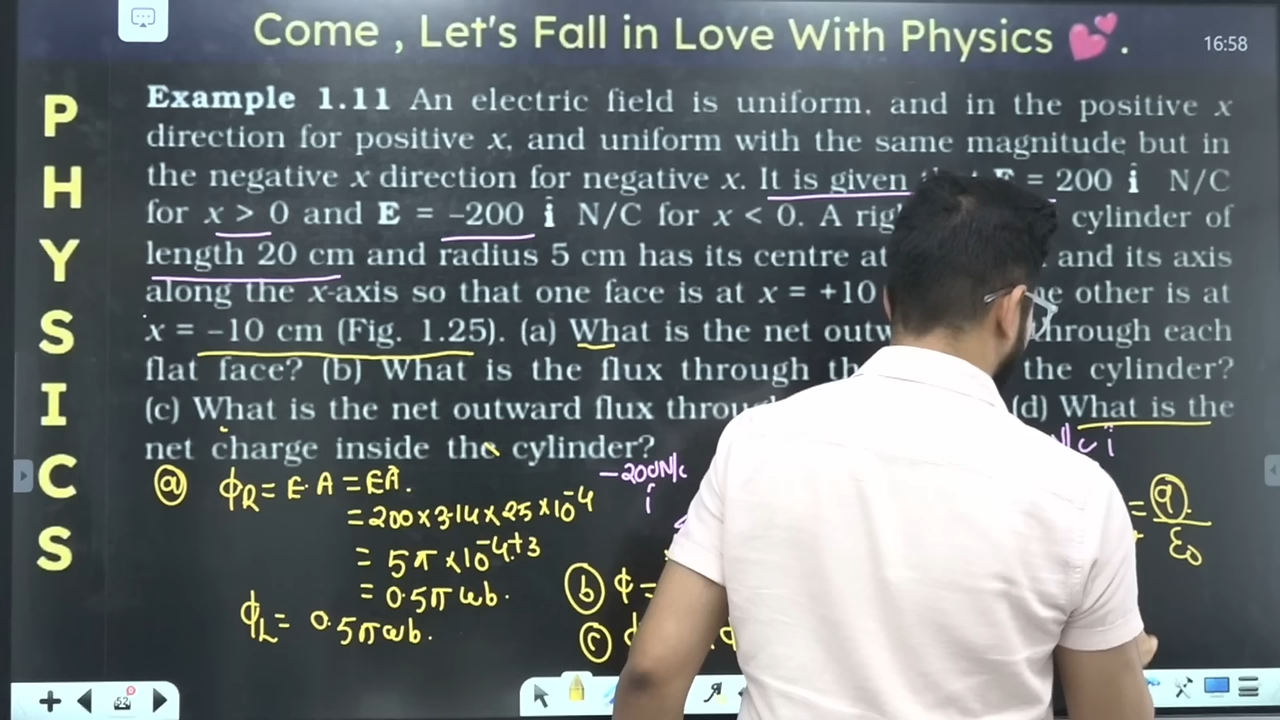 Come , Let's Fall in Love With Physics 💕.
16:58
PHYSICS
Example 1.11 An electric field is uniform, and in the positive x
direction for positive x, and uniform with the same magnitude but in
the negative x direction for negative x. It is given = 200 i N/C
for x > 0 and E = –200 i N/C for x < 0. A cylinder of
length 20 cm and radius 5 cm has its centre at and its axis
along the x-axis so that one face is at x = +10 other is at
x = –10 cm (Fig. 1.25). (a) What is the net through each
flat face? (b) What is the flux through the cylinder?
(c) What is the net outward flux (d) What is the
net charge inside the cylinder?
ⓐ ϕR = E·A = EA.
= 200×3.14×25×10⁻⁴
= 5π×10⁻⁴⁺³
= 0.5π wb.
ϕL = 0.5π wb.
–200N/c
i
i
ⓑ ϕ =
ⓒ
= q/ε0